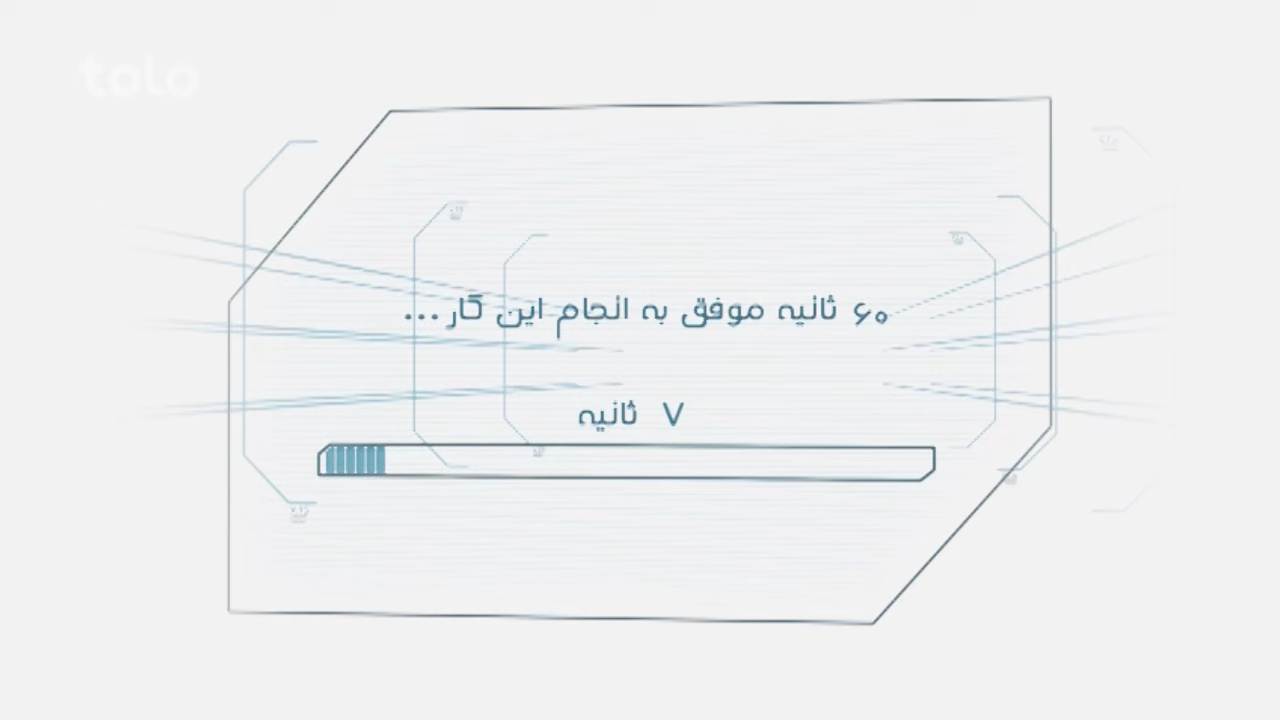 tolo
۶۰ ثانیه موفق به انجام این کار ...
۷ ثانیه